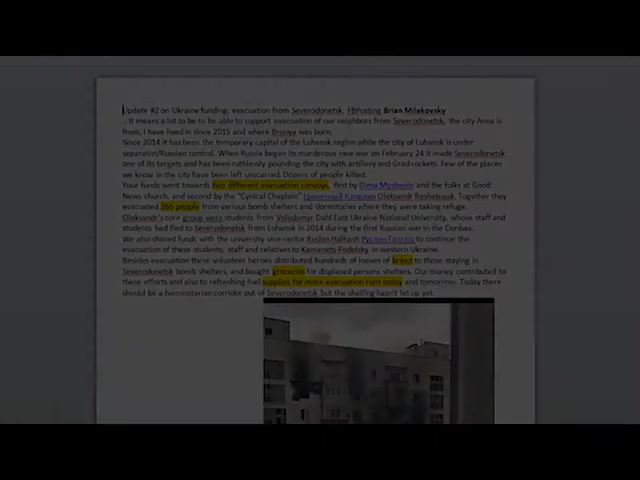 Update #2 on Ukraine funding: evacuation from Severodonetsk. FBPosting Brian Milakovsky
. It means a lot to be to be able to support evacuation of our neighbors from Severodonetsk, the city Anna is
from, I have lived in since 2015 and where Bronya was born.
Since 2014 it has been the temporary capital of the Luhansk region while the city of Luhansk is under
separatist/Russian control. When Russia began its murderous new war on February 24 it made Severodonetsk
one of its targets and has been ruthlessly pounding the city with artillery and Grad rockets. Few of the places
we know in the city have been left unscarred. Dozens of people killed.
Your funds went towards two different evacuation convoys, first by Dima Myshenin and the folks at Good
News church, and second by the "Cynical Chaplain" Циничний Капелан Oleksandr Reshetnyak. Together they
evacuated 266 people from various bomb shelters and dormitories where they were taking refuge.
Oleksandr's core group were students from Volodymyr Dahl East Ukraine National University, whose staff and
students had fled to Severodonetsk from Luhansk in 2014 during the first Russian war in the Donbas.
We also shared funds with the university vice-rector Ruslan Halhash Руслан Галгаш to continue the
evacuation of these students, staff and relatives to Kamianets-Podolsky in western Ukraine.
Besides evacuation these volunteer heroes distributed hundreds of loaves of bread to those staying in
Severodonetsk bomb shelters, and bought groceries for displaced persons shelters. Our money contributed to
these efforts and also to refreshing fuel supplies for more evacuation runs today and tomorrow. Today there
should be a humanitarian corridor out of Severodonetsk, but the shelling hasn't let up yet.